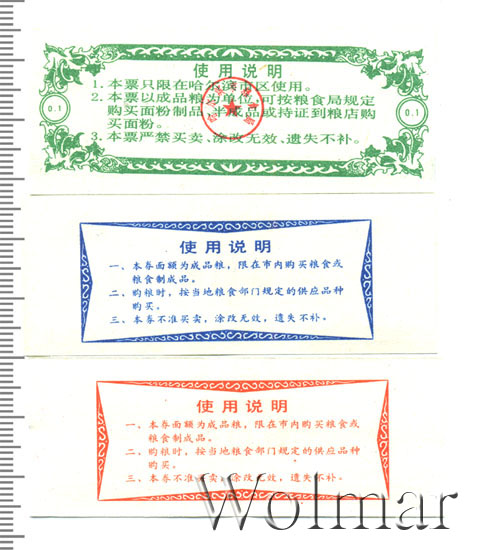 使用说明
1. 本票只限在哈尔滨市区使用。
2. 本票以成品粮为单位，可按粮食局规定
购买面粉制品，半成品或持证到粮店购
买面粉。
3. 本票严禁买卖、涂改无效、遗失不补。
0.1
0.1
使用说明
一、本券面额为成品粮，限在市内购买粮食或
粮食制成品。
二、购粮时，按当地粮食部门规定的供应品种
购买。
三、本券不准买卖，涂改无效，遗失不补。
使用说明
一、本券面额为成品粮，限在市内购买粮食或
粮食制成品。
二、购粮时，按当地粮食部门规定的供应品种
购买。
三、本券不准买卖，涂改无效，遗失不补。
Wolmar